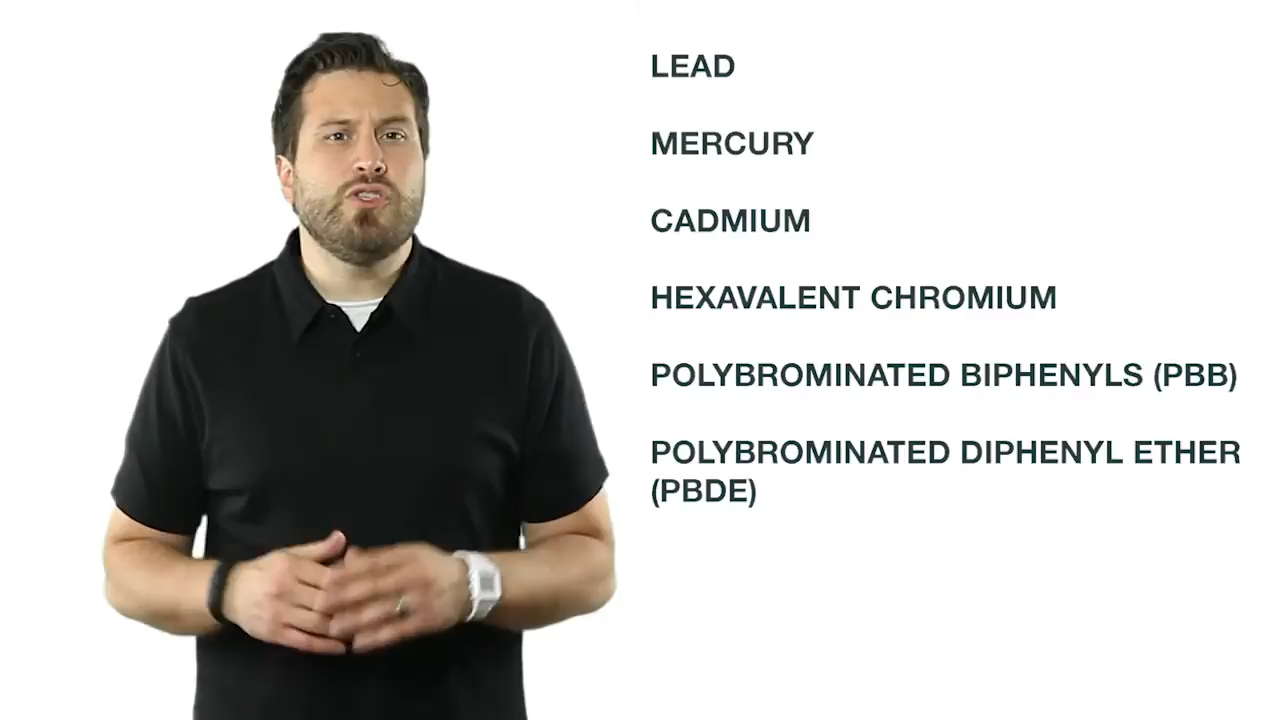 LEAD
MERCURY
CADMIUM
HEXAVALENT CHROMIUM
POLYBROMINATED BIPHENYLS (PBB)
POLYBROMINATED DIPHENYL ETHER
(PBDE)